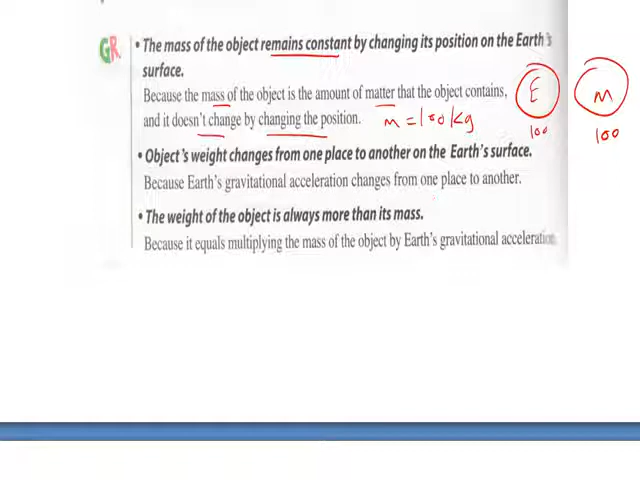 GR
• The mass of the object remains constant by changing its position on the Earth's
surface.
Because the mass of the object is the amount of matter that the object contains,
and it doesn't change by changing the position. m = 100 kg
E M
100 100
• Object's weight changes from one place to another on the Earth's surface.
Because Earth's gravitational acceleration changes from one place to another.
• The weight of the object is always more than its mass.
Because it equals multiplying the mass of the object by Earth's gravitational acceleration